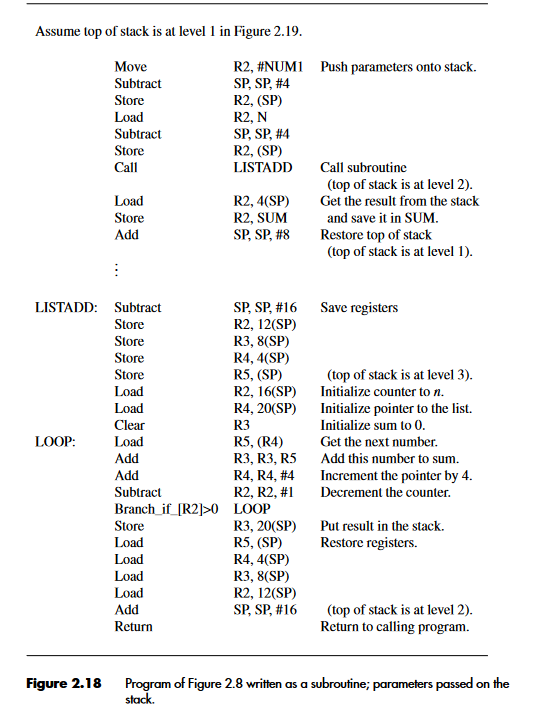 Assume top of stack is at level 1 in Figure 2.19.
Move R2, #NUM1 Push parameters onto stack.
Subtract SP, SP, #4
Store R2, (SP)
Load R2, N
Subtract SP, SP, #4
Store R2, (SP)
Call LISTADD Call subroutine
(top of stack is at level 2).
Load R2, 4(SP) Get the result from the stack
Store R2, SUM and save it in SUM.
Add SP, SP, #8 Restore top of stack
(top of stack is at level 1).
⋮
LISTADD: Subtract SP, SP, #16 Save registers
Store R2, 12(SP)
Store R3, 8(SP)
Store R4, 4(SP)
Store R5, (SP) (top of stack is at level 3).
Load R2, 16(SP) Initialize counter to n.
Load R4, 20(SP) Initialize pointer to the list.
Clear R3 Initialize sum to 0.
LOOP: Load R5, (R4) Get the next number.
Add R3, R3, R5 Add this number to sum.
Add R4, R4, #4 Increment the pointer by 4.
Subtract R2, R2, #1 Decrement the counter.
Branch_if_[R2]>0 LOOP
Store R3, 20(SP) Put result in the stack.
Load R5, (SP) Restore registers.
Load R4, 4(SP)
Load R3, 8(SP)
Load R2, 12(SP)
Add SP, SP, #16 (top of stack is at level 2).
Return Return to calling program.
Figure 2.18 Program of Figure 2.8 written as a subroutine; parameters passed on the
stack.